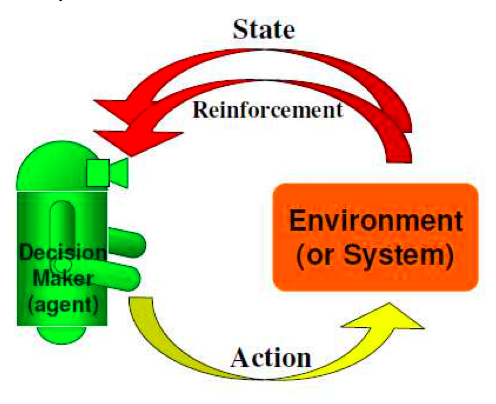 State
Reinforcement
Environment
(or System)
Decision
Maker
(agent)
Action